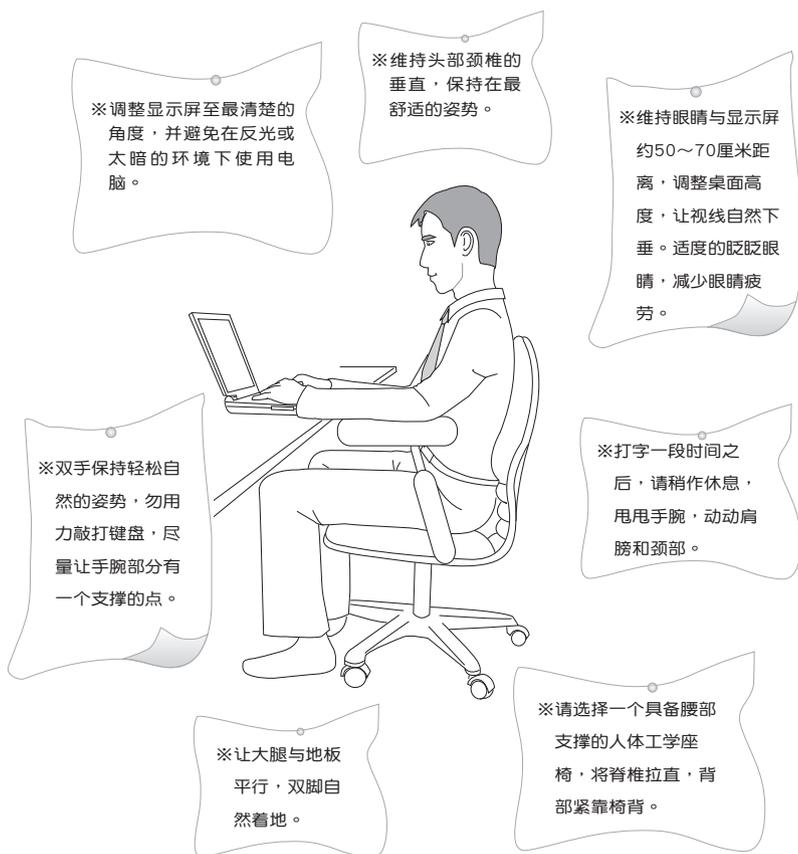 ※调整显示屏至最清楚的
角度，并避免在反光或
太暗的环境下使用电
脑。
※维持头部颈椎的
垂直，保持在最
舒适的姿势。
※维持眼睛与显示屏
约50～70厘米距
离，调整桌面高
度，让视线自然下
垂。适度的眨眨眼
睛，减少眼睛疲
劳。
※双手保持轻松自
然的姿势，勿用
力敲打键盘，尽
量让手腕部分有
一个支撑的点。
※打字一段时间之
后，请稍作休息，
甩甩手腕，动动肩
膀和颈部。
※让大腿与地板
平行，双脚自
然着地。
※请选择一个具备腰部
支撑的人体工学座
椅，将脊椎拉直，背
部紧靠椅背。